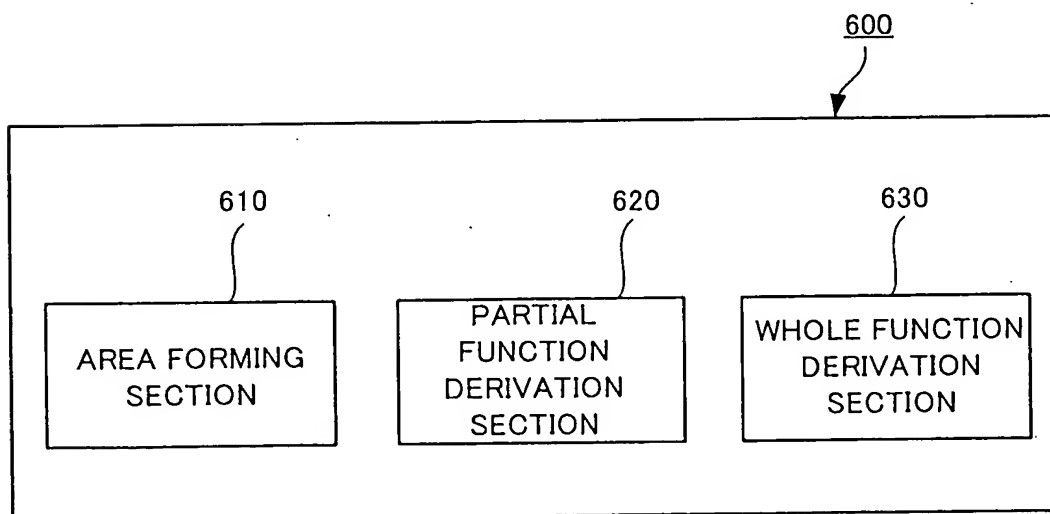 600
610
620
630
AREA FORMING
SECTION
PARTIAL
FUNCTION
DERIVATION
SECTION
WHOLE FUNCTION
DERIVATION
SECTION